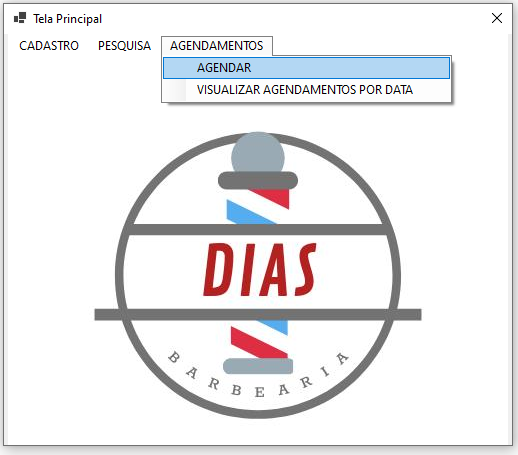 Tela Principal
CADASTRO PESQUISA AGENDAMENTOS
AGENDAR
VISUALIZAR AGENDAMENTOS POR DATA
DIAS
BARBEARIA